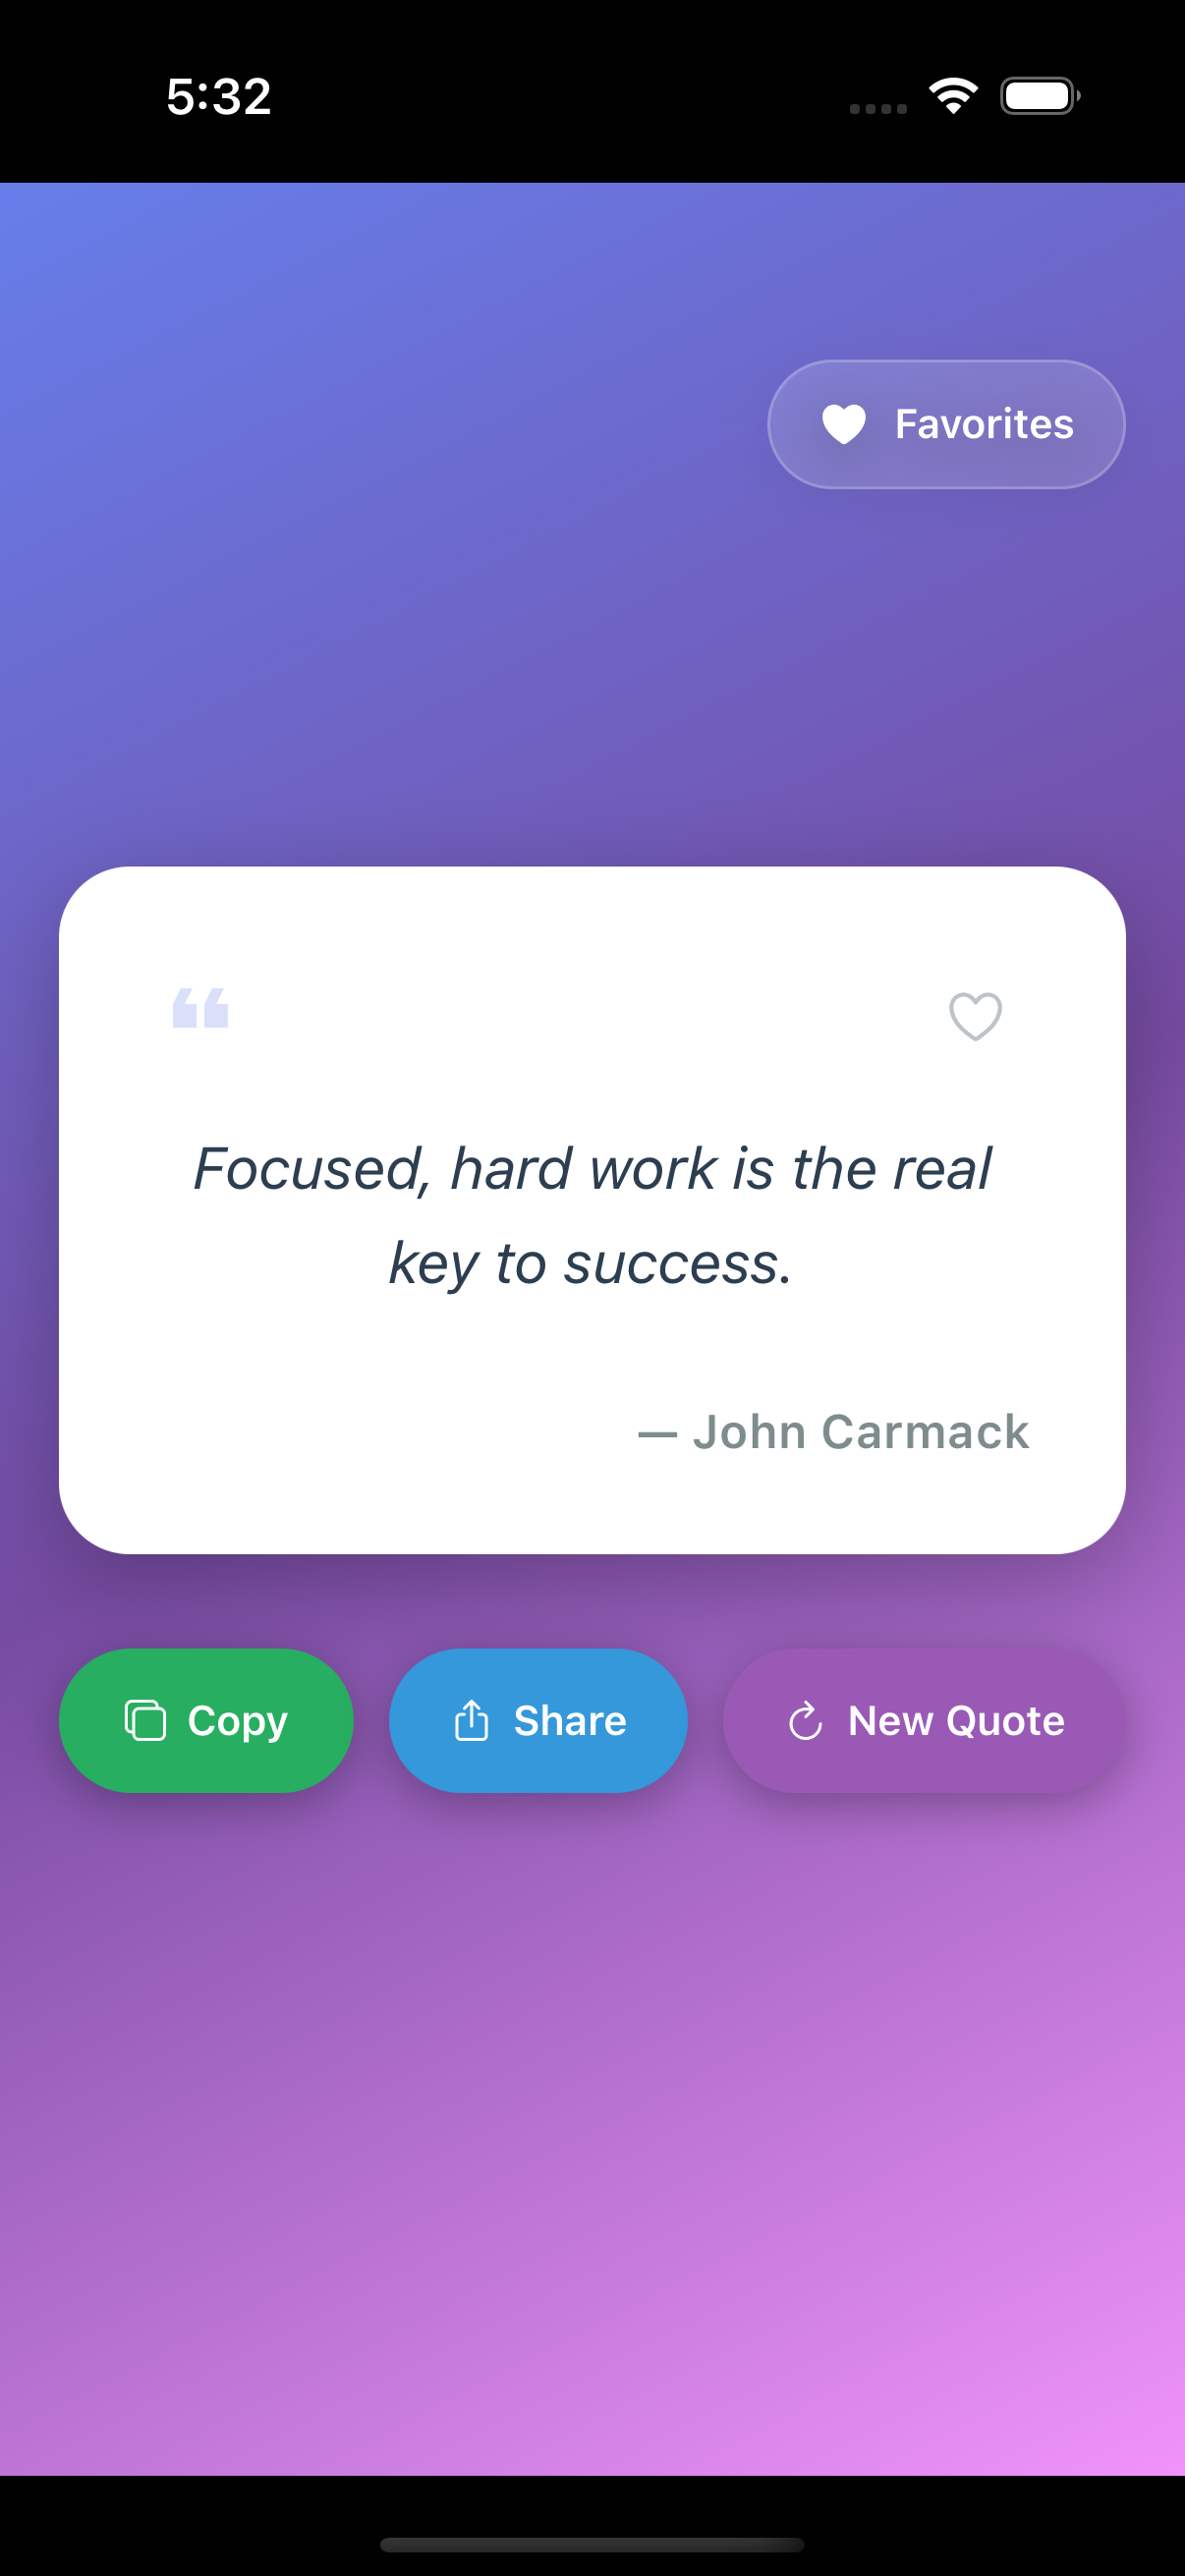 5:32
Favorites
❝
Focused, hard work is the real
key to success.
— John Carmack
Copy
Share
New Quote